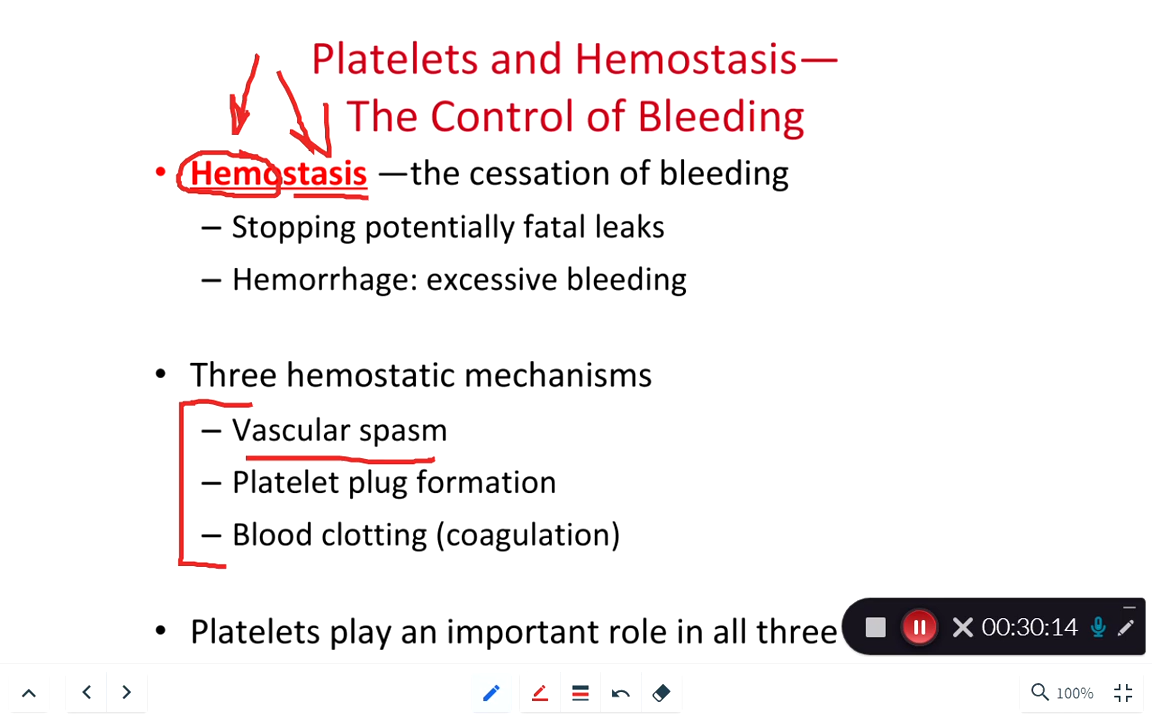 Platelets and Hemostasis—
The Control of Bleeding
• Hemostasis —the cessation of bleeding
– Stopping potentially fatal leaks
– Hemorrhage: excessive bleeding
• Three hemostatic mechanisms
– Vascular spasm
– Platelet plug formation
– Blood clotting (coagulation)
• Platelets play an important role in all three
00:30:14
100%